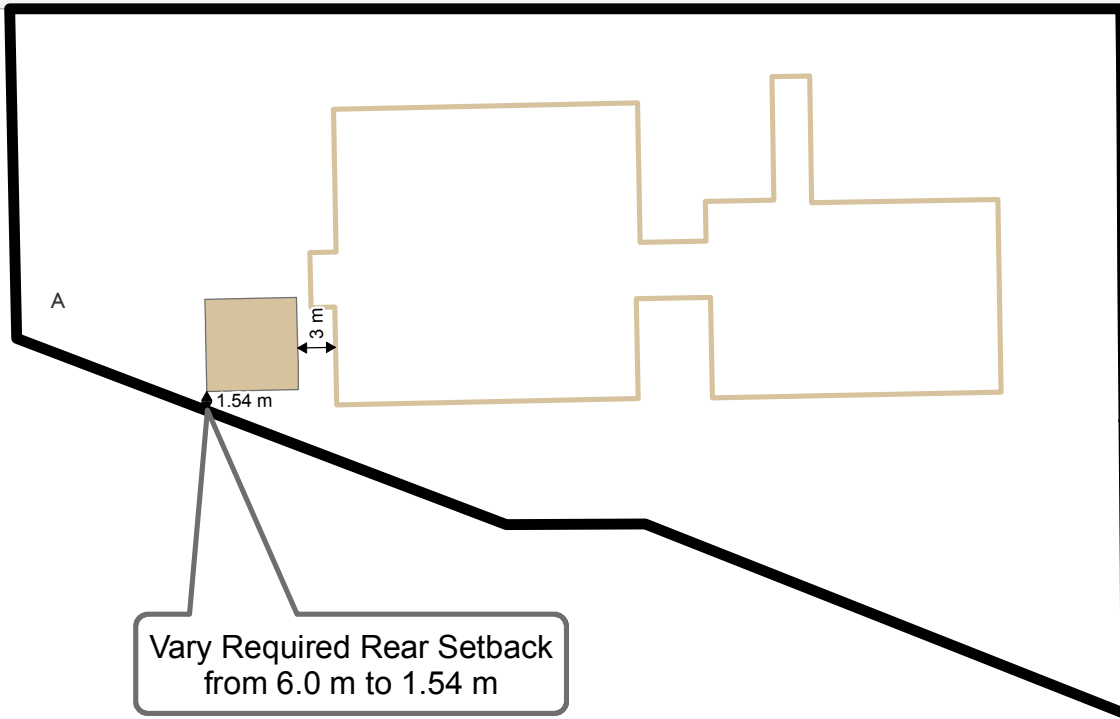 A
3 m
1.54 m
Vary Required Rear Setback
from 6.0 m to 1.54 m